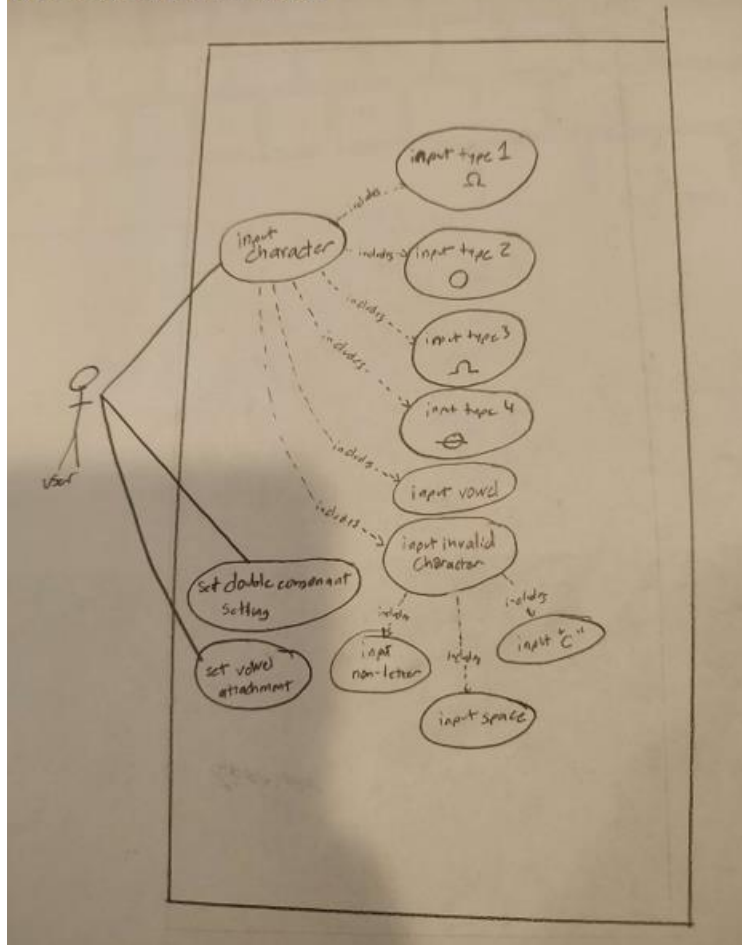 input type 1
Ω
includes
input
character
includes
input type 2
includes
input type 3
includes
input type 4
includes
input vowel
includes
input invalid
Character
user
set double consonant
setting
includes
includes
includes
input "C"
set vowel
attachment
input
non-letter
input space